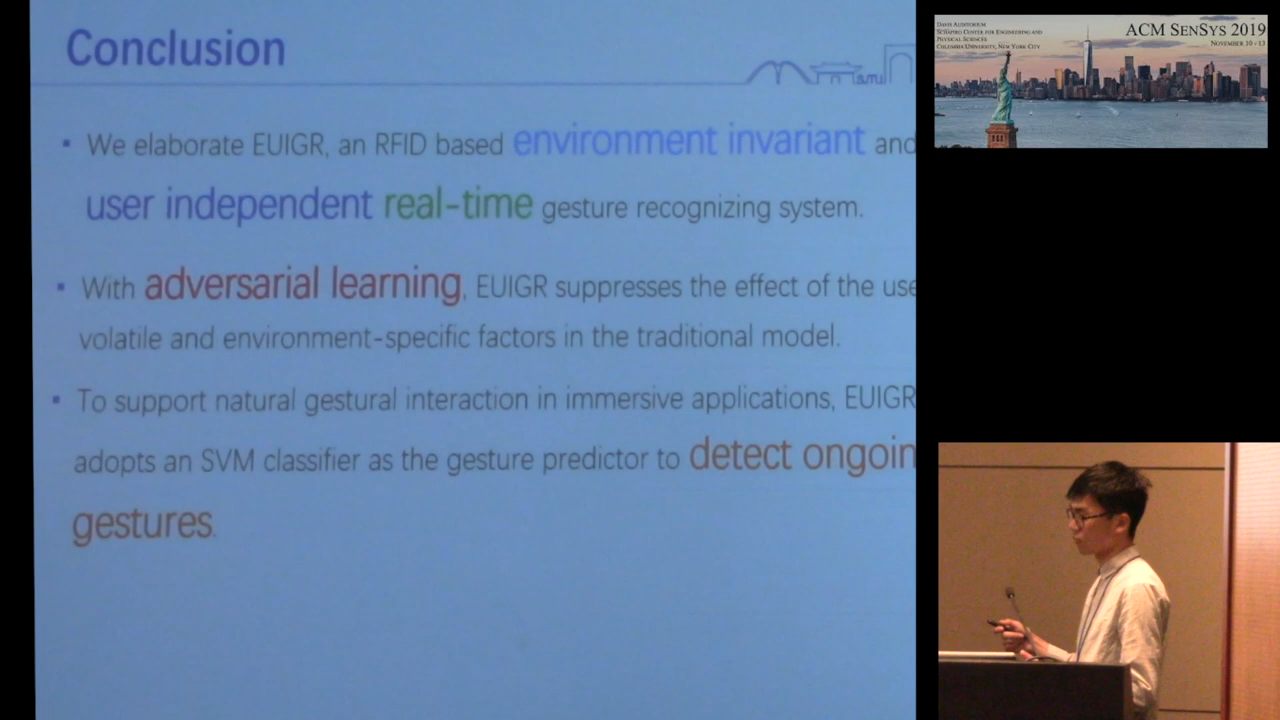 Conclusion
▪ We elaborate EUIGR, an RFID based environment invariant and
user independent real-time gesture recognizing system.
▪ With adversarial learning, EUIGR suppresses the effect of the use
volatile and environment-specific factors in the traditional model.
▪ To support natural gestural interaction in immersive applications, EUIGR
adopts an SVM classifier as the gesture predictor to detect ongoin
gestures.
DAVIS AUDITORIUM
SCHAPIRO CENTER FOR ENGINEERING AND
PHYSICAL SCIENCES
COLUMBIA UNIVERSITY, NEW YORK CITY
ACM SENSYS 2019
NOVEMBER 10 - 13